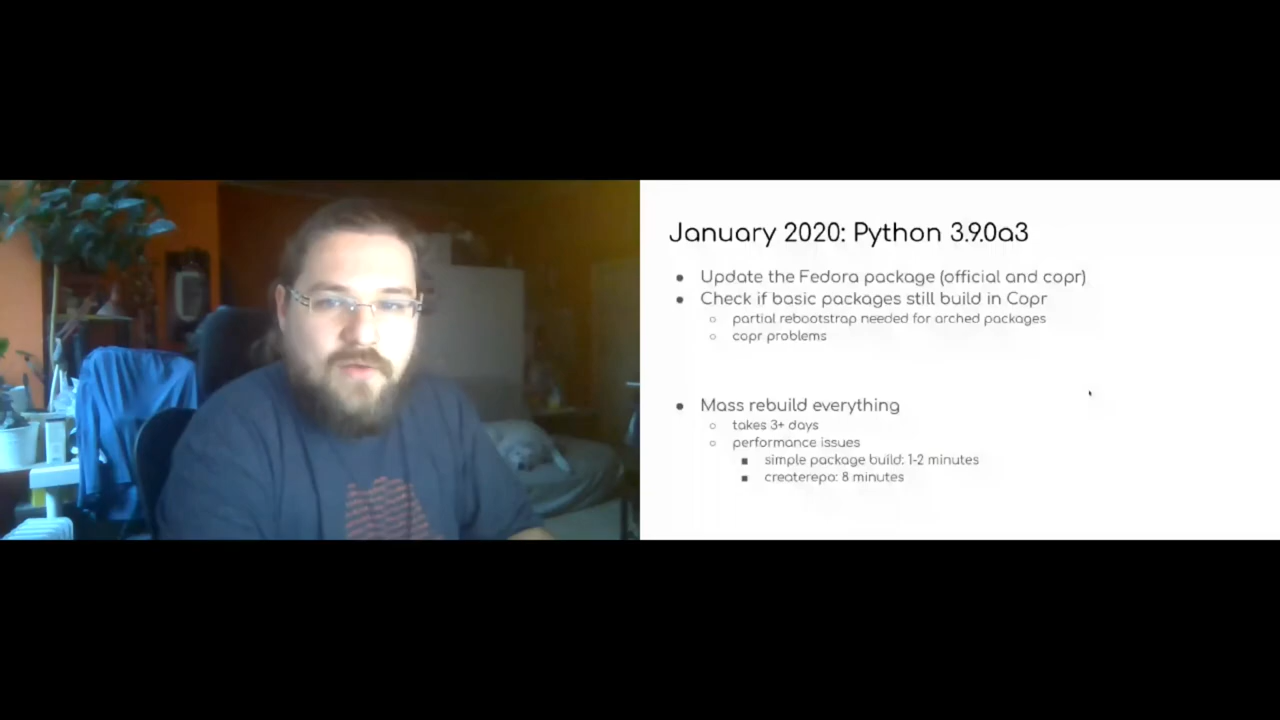 January 2020: Python 3.9.0a3
● Update the Fedora package (official and copr)
● Check if basic packages still build in Copr
○ partial rebootstrap needed for arched packages
○ copr problems
● Mass rebuild everything
○ takes 3+ days
○ performance issues
■ simple package build: 1-2 minutes
■ createrepo: 8 minutes